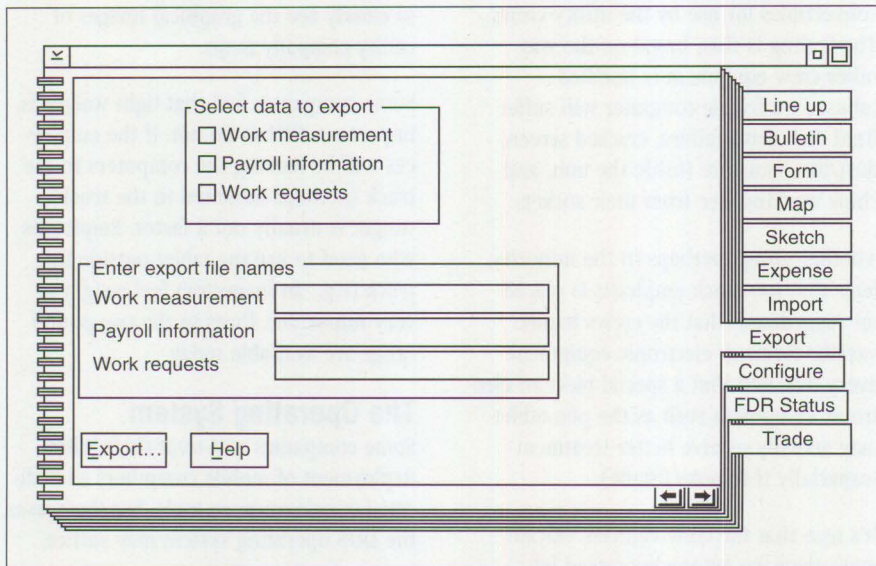 Select data to export
Work measurement
Payroll information
Work requests
Enter export file names
Work measurement
Payroll information
Work requests
Export...
Help
Line up
Bulletin
Form
Map
Sketch
Expense
Import
Export
Configure
FDR Status
Trade